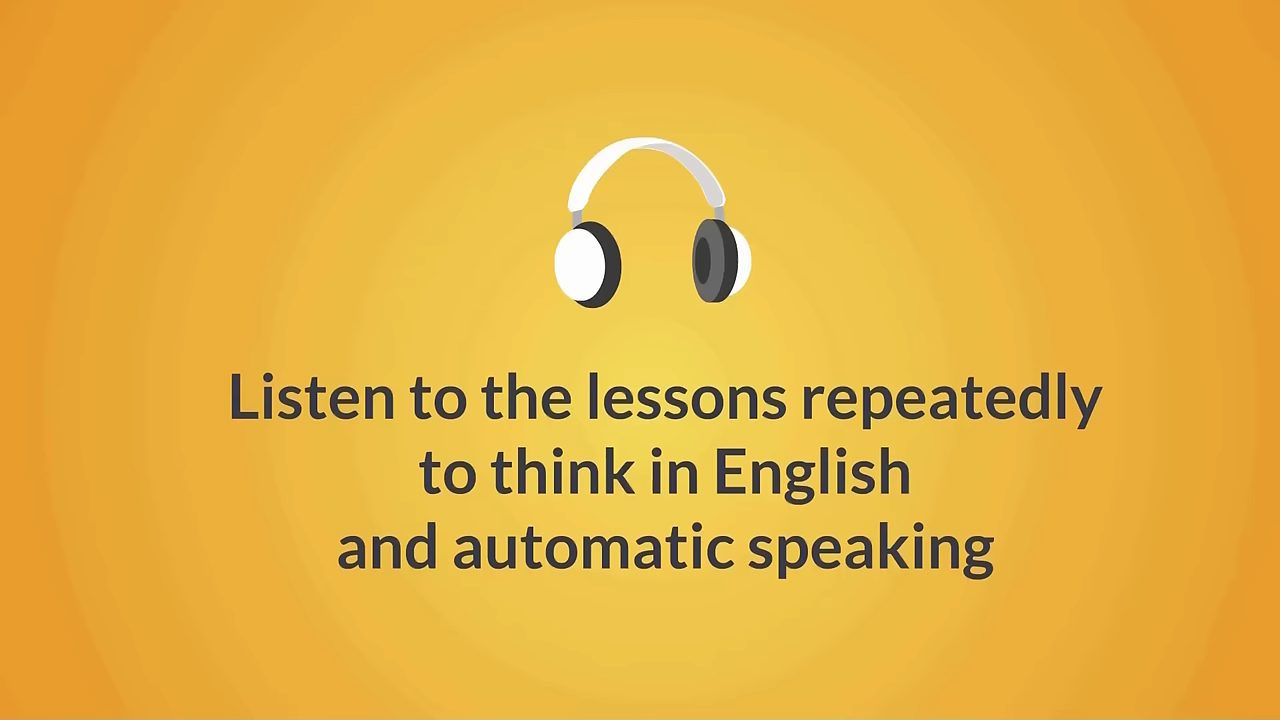 Listen to the lessons repeatedly
to think in English
and automatic speaking